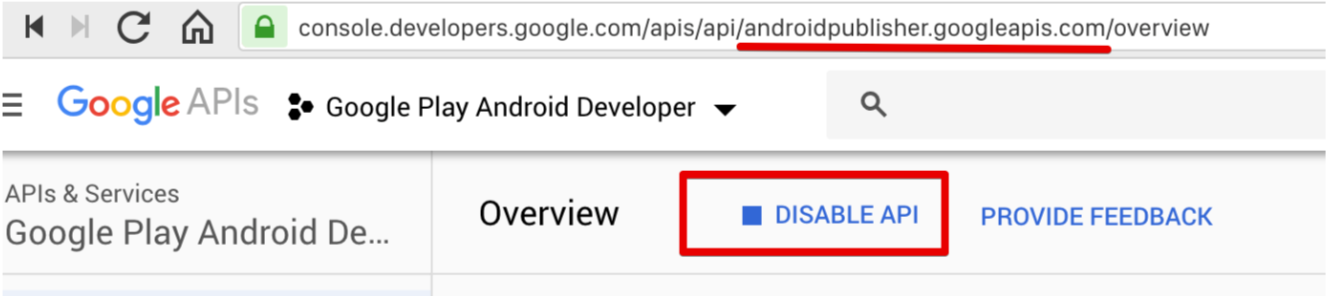 console.developers.google.com/apis/api/androidpublisher.googleapis.com/overview
Google APIs Google Play Android Developer
APIs & Services
Google Play Android De...
Overview DISABLE API PROVIDE FEEDBACK